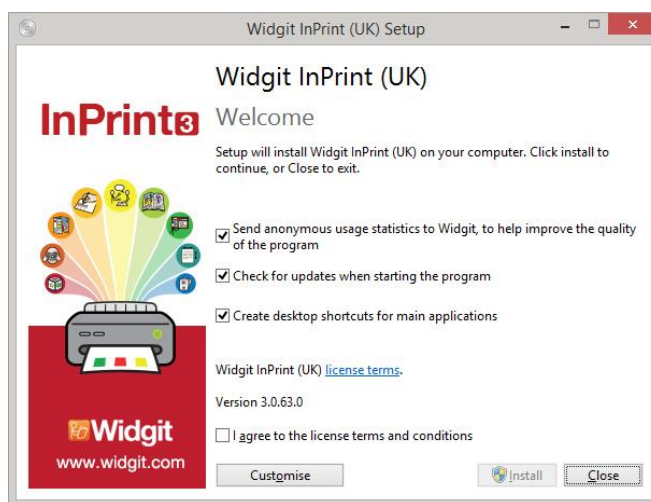 Widgit InPrint (UK) Setup
Widgit InPrint (UK)
InPrint3
Welcome
Setup will install Widgit InPrint (UK) on your computer. Click install to
continue, or Close to exit.
Send anonymous usage statistics to Widgit, to help improve the quality
of the program
Check for updates when starting the program
Create desktop shortcuts for main applications
Widgit InPrint (UK) license terms.
Version 3.0.63.0
I agree to the license terms and conditions
Widgit
www.widgit.com
Customise
Install
Close